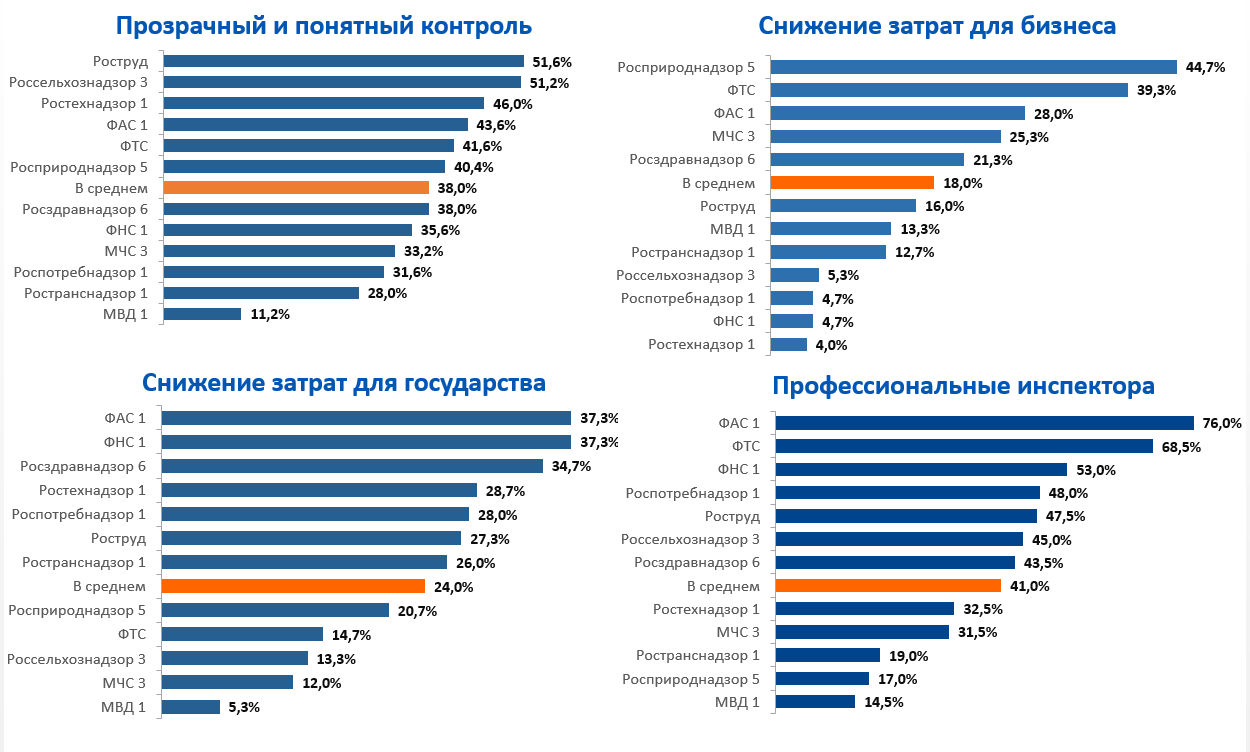 Прозрачный и понятный контроль
Роструд 51,6%
Россельхознадзор 3 51,2%
Ростехнадзор 1 46,0%
ФАС 1 43,6%
ФТС 41,6%
Росприроднадзор 5 40,4%
В среднем 38,0%
Росздравнадзор 6 38,0%
ФНС 1 35,6%
МЧС 3 33,2%
Роспотребнадзор 1 31,6%
Ространснадзор 1 28,0%
МВД 1 11,2%
Снижение затрат для бизнеса
Росприроднадзор 5 44,7%
ФТС 39,3%
ФАС 1 28,0%
МЧС 3 25,3%
Росздравнадзор 6 21,3%
В среднем 18,0%
Роструд 16,0%
МВД 1 13,3%
Ространснадзор 1 12,7%
Россельхознадзор 3 5,3%
Роспотребнадзор 1 4,7%
ФНС 1 4,7%
Ростехнадзор 1 4,0%
Снижение затрат для государства
ФАС 1 37,3%
ФНС 1 37,3%
Росздравнадзор 6 34,7%
Ростехнадзор 1 28,7%
Роспотребнадзор 1 28,0%
Роструд 27,3%
Ространснадзор 1 26,0%
В среднем 24,0%
Росприроднадзор 5 20,7%
ФТС 14,7%
Россельхознадзор 3 13,3%
МЧС 3 12,0%
МВД 1 5,3%
Профессиональные инспектора
ФАС 1 76,0%
ФТС 68,5%
ФНС 1 53,0%
Роспотребнадзор 1 48,0%
Роструд 47,5%
Россельхознадзор 3 45,0%
Росздравнадзор 6 43,5%
В среднем 41,0%
Ростехнадзор 1 32,5%
МЧС 3 31,5%
Ространснадзор 1 19,0%
Росприроднадзор 5 17,0%
МВД 1 14,5%